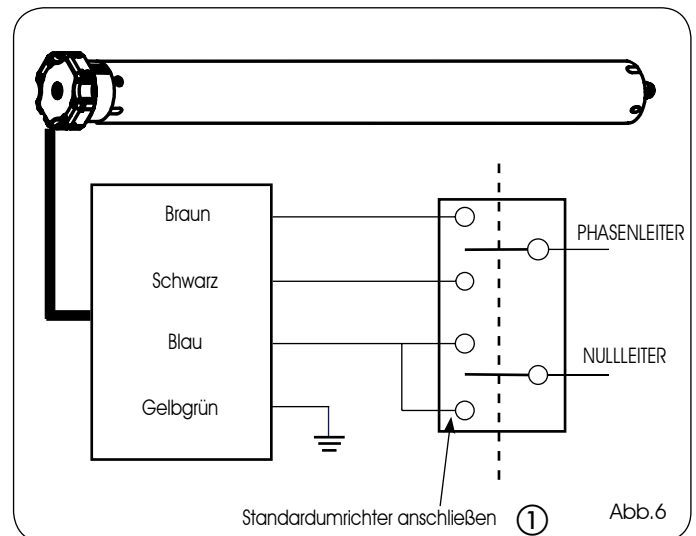 Braun
PHASENLEITER
Schwarz
Blau
NULLLEITER
Gelbgrün
Standardumrichter anschließen ①
Abb.6